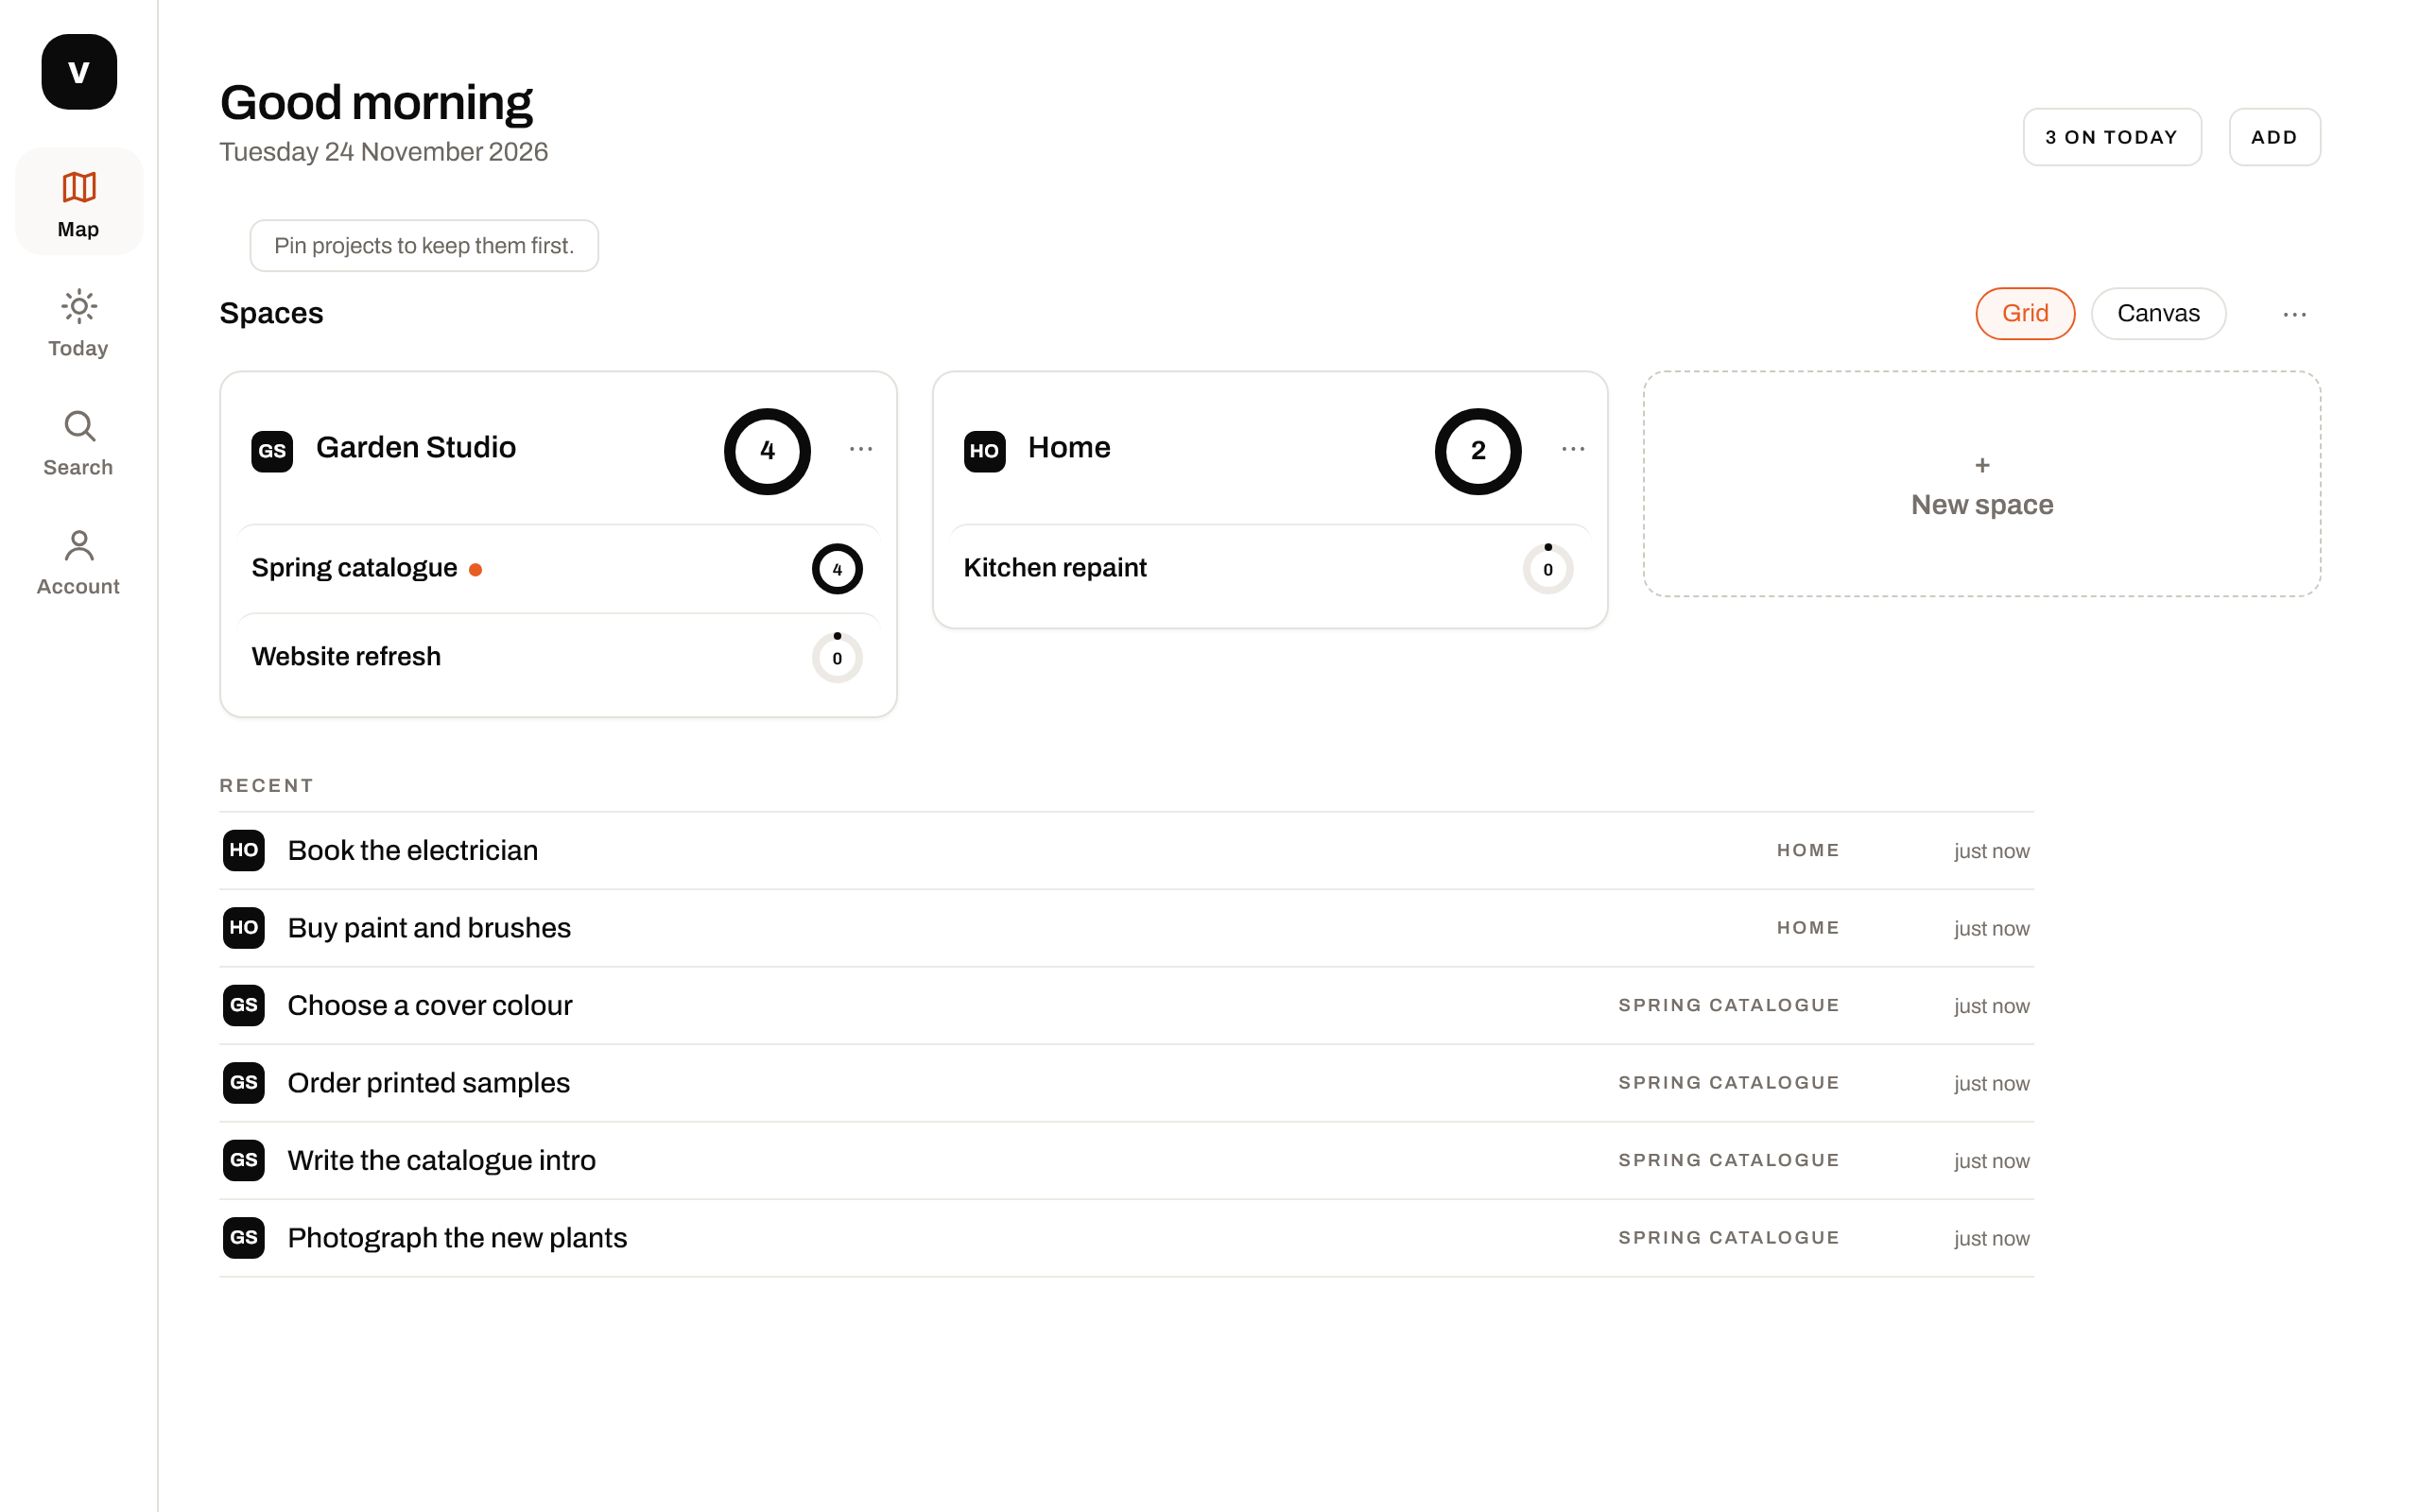 v
Map
Today
Search
Account
Good morning
Tuesday 24 November 2026
3 ON TODAY
ADD
Pin projects to keep them first.
Spaces
Grid
Canvas
...
GS Garden Studio 4 ...
Spring catalogue 4
Website refresh 0
HO Home 2 ...
Kitchen repaint 0
+
New space
RECENT
HO Book the electrician HOME just now
HO Buy paint and brushes HOME just now
GS Choose a cover colour SPRING CATALOGUE just now
GS Order printed samples SPRING CATALOGUE just now
GS Write the catalogue intro SPRING CATALOGUE just now
GS Photograph the new plants SPRING CATALOGUE just now